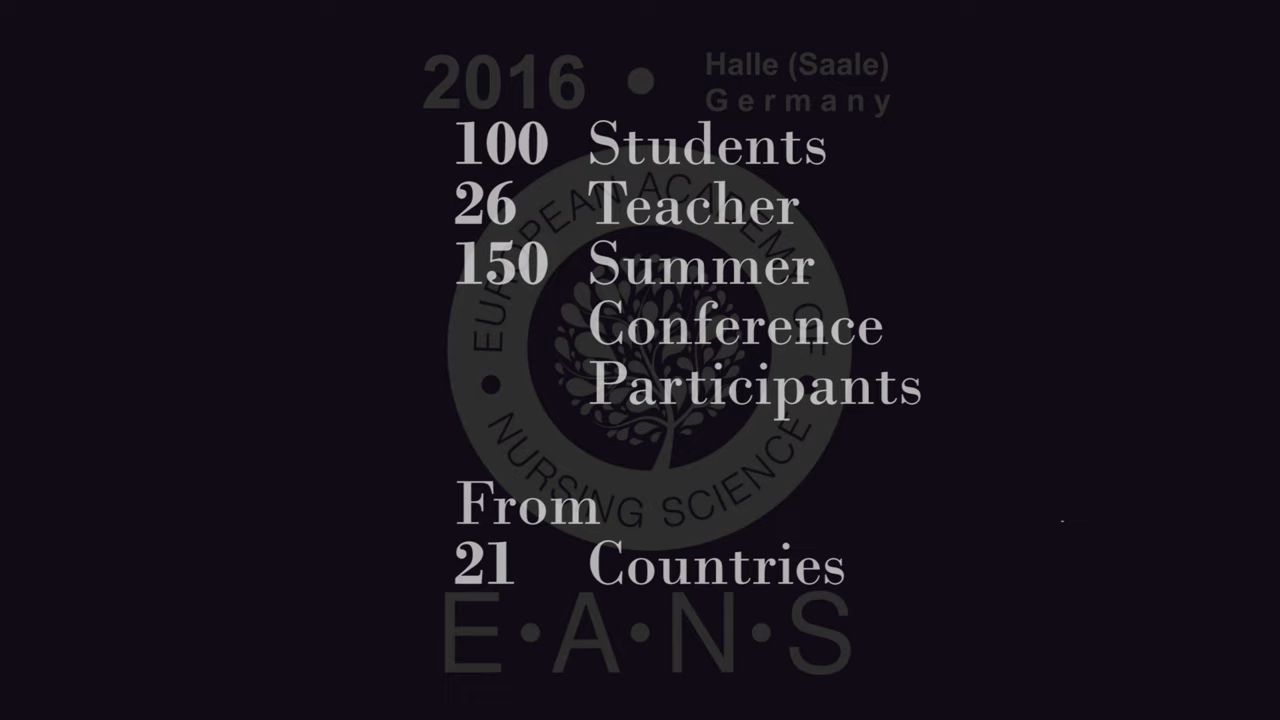 2016 • Halle (Saale)
Germany
100 Students
26 Teacher
150 Summer
Conference
Participants
• EUROPEAN ACADEMY OF •
NURSING SCIENCE
From
21 Countries
E•A•N•S